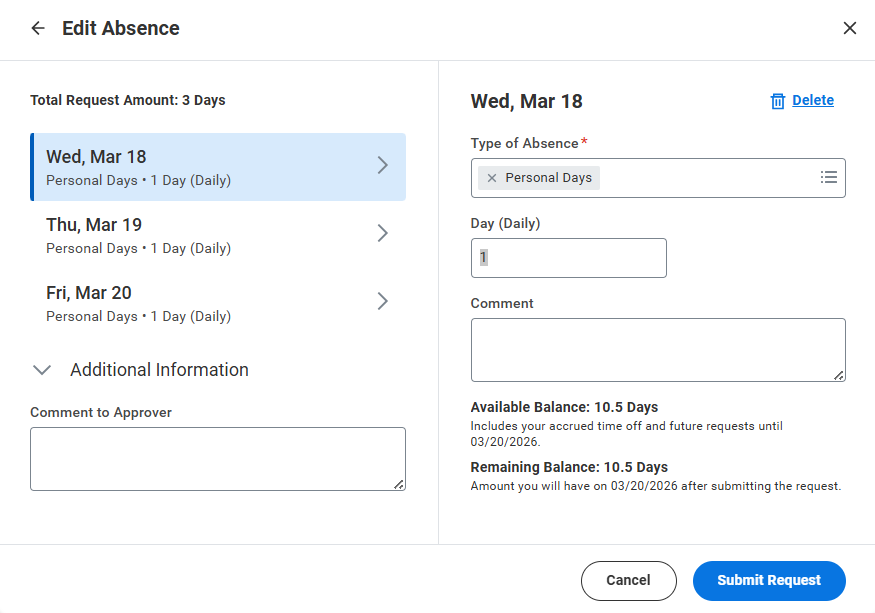 Edit Absence
Total Request Amount: 3 Days
Wed, Mar 18
Personal Days • 1 Day (Daily)
Thu, Mar 19
Personal Days • 1 Day (Daily)
Fri, Mar 20
Personal Days • 1 Day (Daily)
Additional Information
Comment to Approver
Wed, Mar 18
Delete
Type of Absence*
Personal Days
Day (Daily)
1
Comment
Available Balance: 10.5 Days
Includes your accrued time off and future requests until
03/20/2026.
Remaining Balance: 10.5 Days
Amount you will have on 03/20/2026 after submitting the request.
Cancel
Submit Request